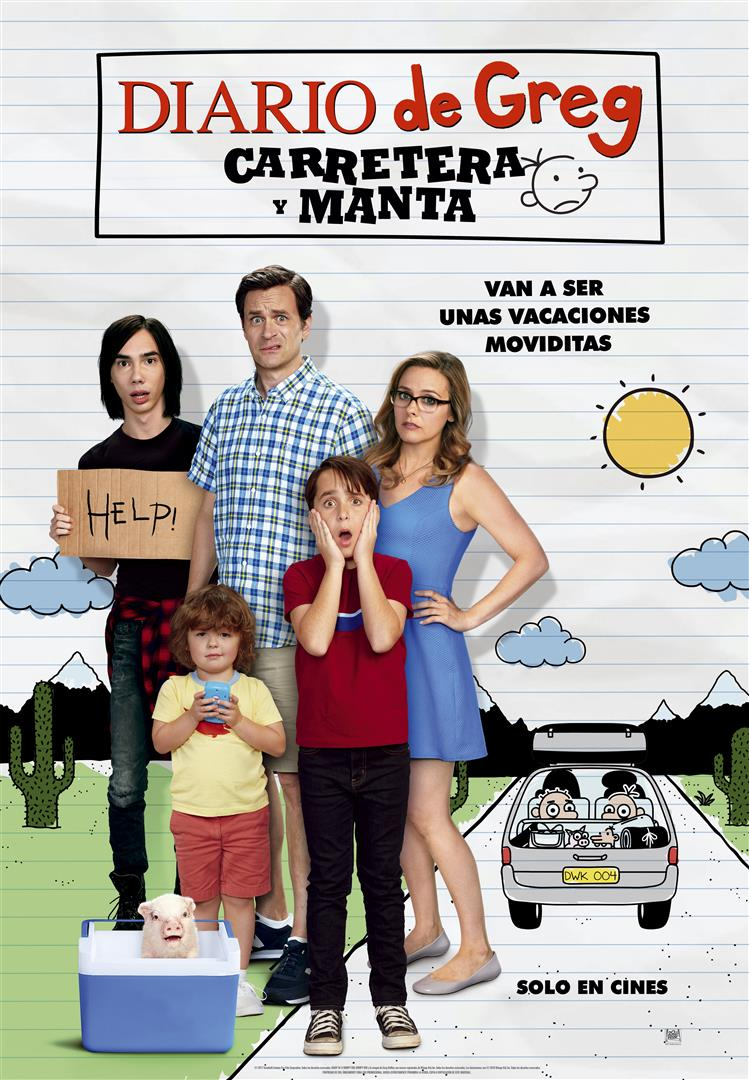 DIARIO de Greg
CARRETERA
Y MANTA
VAN A SER
UNAS VACACIONES
MOVIDITAS
HELP!
DWK 004
SOLO EN CINES